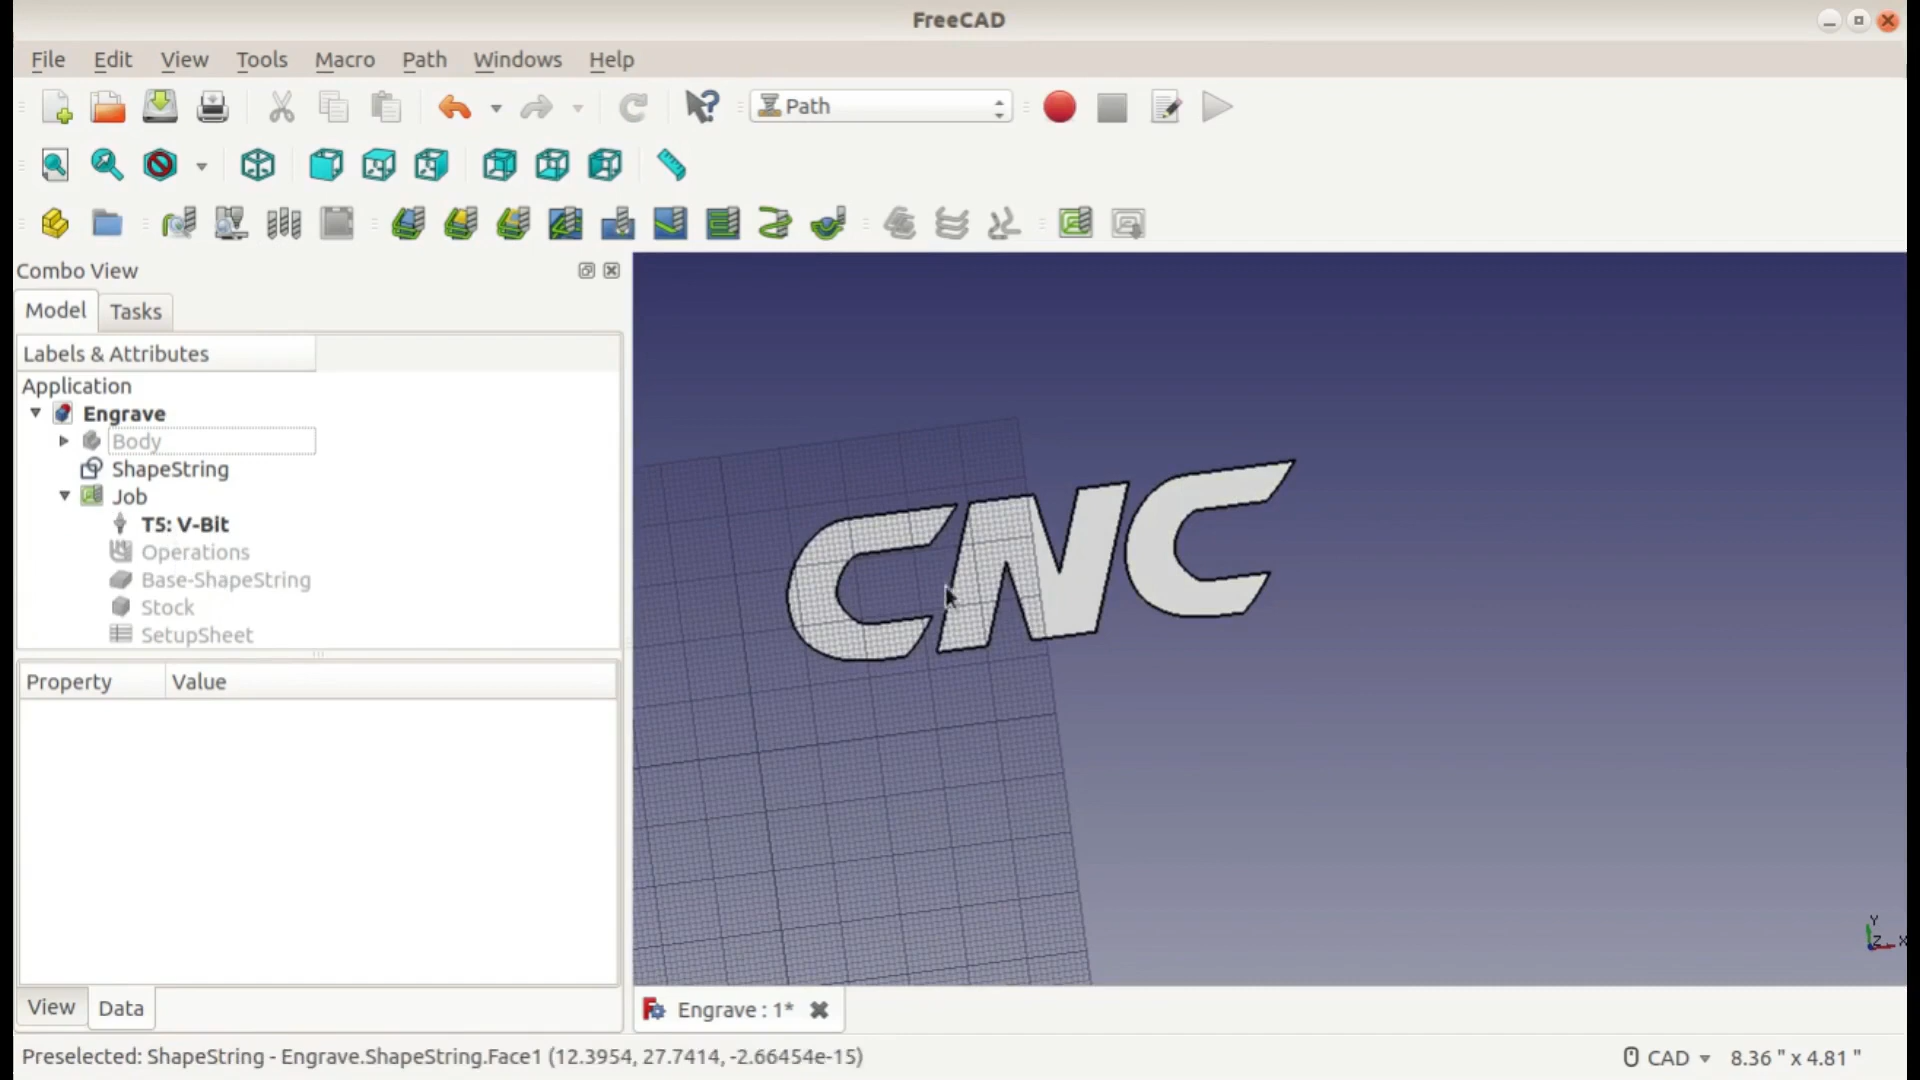 FreeCAD
File Edit View Tools Macro Path Windows Help
Path
Combo View
Model Tasks
Labels & Attributes
Application
Engrave
Body
ShapeString
Job
T5: V-Bit
Operations
Base-ShapeString
Stock
SetupSheet
Property Value
CNC
Y
Z X
View Data
Engrave : 1*
Preselected: ShapeString - Engrave.ShapeString.Face1 (12.3954, 27.7414, -2.66454e-15)
CAD 8.36 " x 4.81 "